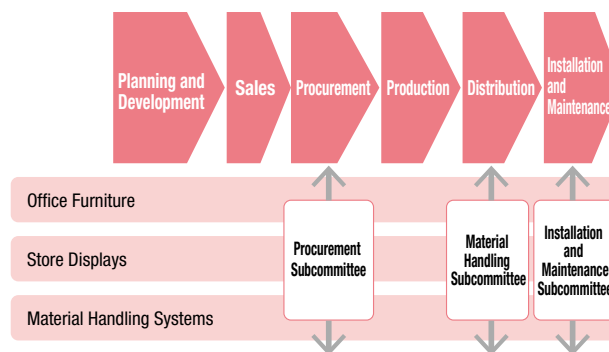 Planning and
Development
Sales
Procurement
Production
Distribution
Installation
and
Maintenance
Office Furniture
Store Displays
Material Handling Systems
Procurement
Subcommittee
Material
Handling
Subcommittee
Installation
and
Maintenance
Subcommittee